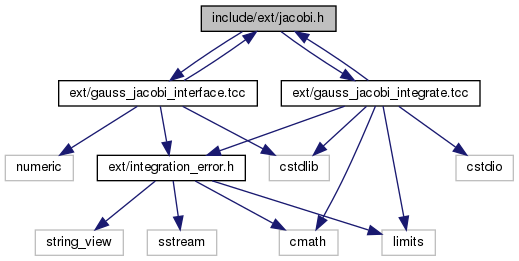 include/ext/jacobi.h
ext/gauss_jacobi_interface.tcc
ext/gauss_jacobi_integrate.tcc
numeric
ext/integration_error.h
cstdlib
cstdio
string_view
sstream
cmath
limits